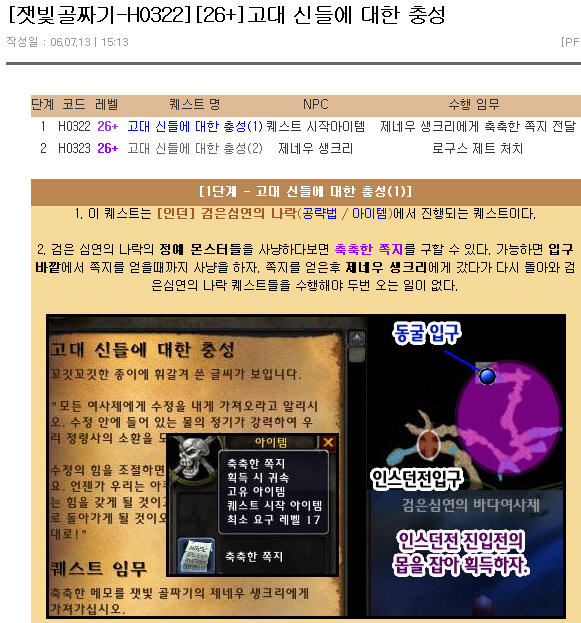 [잿빛골짜기-H0322][26+]고대 신들에 대한 충성
작성일 : 06,07,13 | 15:13
[PF
단계 코드 레벨 퀘스트 명 NPC 수행 임무
1 H0322 26+ 고대 신들에 대한 충성(1) 퀘스트 시작아이템 제네우 생크리에게 축축한 쪽지 전달
2 H0323 26+ 고대 신들에 대한 충성(2) 제네우 생크리 로구스 제트 처치
[1단계 - 고대 신들에 대한 충성(1)]
1. 이 퀘스트는 [인던] 검은심연의 나락(공략법 / 아이템)에서 진행되는 퀘스트이다.
2. 검은 심연의 나락의 정예 몬스터들을 사냥하다보면 축축한 쪽지를 구할 수 있다. 가능하면 입구
바깥에서 쪽지를 얻을때까지 사냥을 하자. 쪽지를 얻은후 제네우 생크리에게 갔다가 다시 돌아와 검
은심연의 나락 퀘스트들을 수행해야 두번 오는 일이 없다.
고대 신들에 대한 충성
꼬깃꼬깃한 종이에 휘갈겨 쓴 글씨가 보입니다.
"모든 여사제에게 수정을 내게 가져오라고 알리시
오. 수정 안에 들어 있는 물의 정기가 강력하여 우
리 정령사의 소환을 도
수정의 힘을 조절하면
요. 언젠가 우리는 아쿠
는 힘을 갖게 될 것이고
로 돌아가게 될 것이오
대로!"
퀘스트 임무
축축한 메모를 잿빛 골짜기의 제네우 생크리에게
가져가십시오.
아이템
축축한 쪽지
획득 시 귀속
고유 아이템
퀘스트 시작 아이템
최소 요구 레벨 17
축축한 쪽지
동굴 입구
인스던전입구
검은심연의 바다여사제
인스던전 진입전의
몹을 잡아 획득하자.